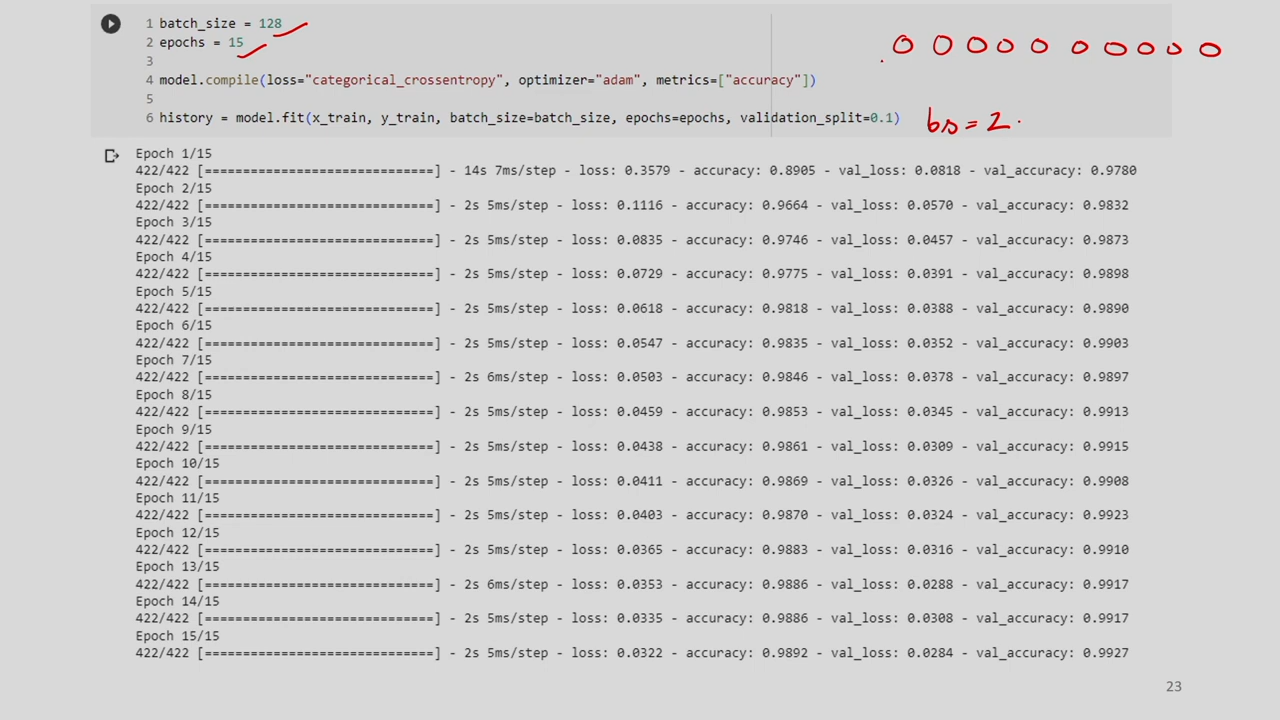 1 batch_size = 128
2 epochs = 15
3
4 model.compile(loss="categorical_crossentropy", optimizer="adam", metrics=["accuracy"])
5
6 history = model.fit(x_train, y_train, batch_size=batch_size, epochs=epochs, validation_split=0.1)
0 0 0 0 0 0 0 0 0 0
bs = 2
Epoch 1/15
422/422 [==============================] - 14s 7ms/step - loss: 0.3579 - accuracy: 0.8905 - val_loss: 0.0818 - val_accuracy: 0.9780
Epoch 2/15
422/422 [==============================] - 2s 5ms/step - loss: 0.1116 - accuracy: 0.9664 - val_loss: 0.0570 - val_accuracy: 0.9832
Epoch 3/15
422/422 [==============================] - 2s 5ms/step - loss: 0.0835 - accuracy: 0.9746 - val_loss: 0.0457 - val_accuracy: 0.9873
Epoch 4/15
422/422 [==============================] - 2s 5ms/step - loss: 0.0729 - accuracy: 0.9775 - val_loss: 0.0391 - val_accuracy: 0.9898
Epoch 5/15
422/422 [==============================] - 2s 5ms/step - loss: 0.0618 - accuracy: 0.9818 - val_loss: 0.0388 - val_accuracy: 0.9890
Epoch 6/15
422/422 [==============================] - 2s 5ms/step - loss: 0.0547 - accuracy: 0.9835 - val_loss: 0.0352 - val_accuracy: 0.9903
Epoch 7/15
422/422 [==============================] - 2s 6ms/step - loss: 0.0503 - accuracy: 0.9846 - val_loss: 0.0378 - val_accuracy: 0.9897
Epoch 8/15
422/422 [==============================] - 2s 5ms/step - loss: 0.0459 - accuracy: 0.9853 - val_loss: 0.0345 - val_accuracy: 0.9913
Epoch 9/15
422/422 [==============================] - 2s 5ms/step - loss: 0.0438 - accuracy: 0.9861 - val_loss: 0.0309 - val_accuracy: 0.9915
Epoch 10/15
422/422 [==============================] - 2s 5ms/step - loss: 0.0411 - accuracy: 0.9869 - val_loss: 0.0326 - val_accuracy: 0.9908
Epoch 11/15
422/422 [==============================] - 2s 5ms/step - loss: 0.0403 - accuracy: 0.9870 - val_loss: 0.0324 - val_accuracy: 0.9923
Epoch 12/15
422/422 [==============================] - 2s 5ms/step - loss: 0.0365 - accuracy: 0.9883 - val_loss: 0.0316 - val_accuracy: 0.9910
Epoch 13/15
422/422 [==============================] - 2s 6ms/step - loss: 0.0353 - accuracy: 0.9886 - val_loss: 0.0288 - val_accuracy: 0.9917
Epoch 14/15
422/422 [==============================] - 2s 5ms/step - loss: 0.0335 - accuracy: 0.9886 - val_loss: 0.0308 - val_accuracy: 0.9917
Epoch 15/15
422/422 [==============================] - 2s 5ms/step - loss: 0.0322 - accuracy: 0.9892 - val_loss: 0.0284 - val_accuracy: 0.9927
23